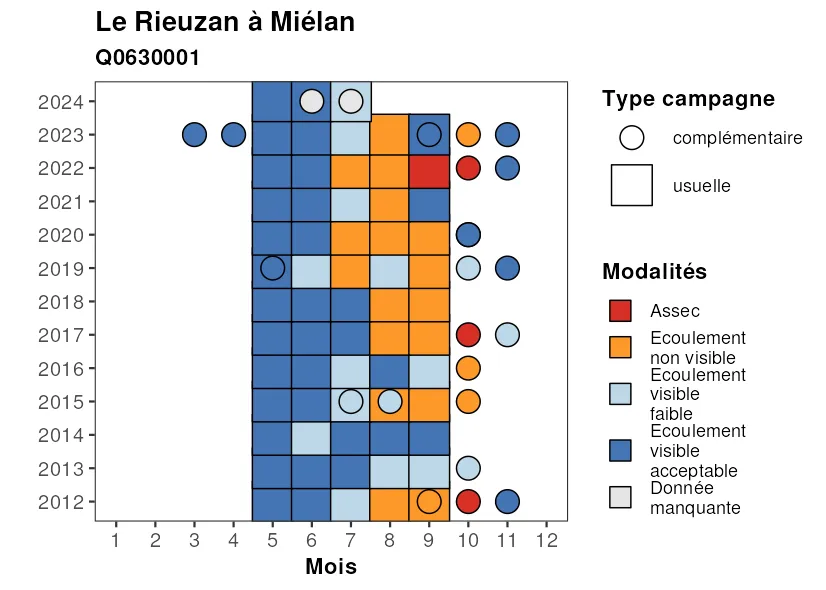 Le Rieuzan à Miélan
Q0630001
2024
2023
2022
2021
2020
2019
2018
2017
2016
2015
2014
2013
2012
1 2 3 4 5 6 7 8 9 10 11 12
Mois
Type campagne
complémentaire
usuelle
Modalités
Assec
Ecoulement
non visible
Ecoulement
visible
faible
Ecoulement
visible
acceptable
Donnée
manquante